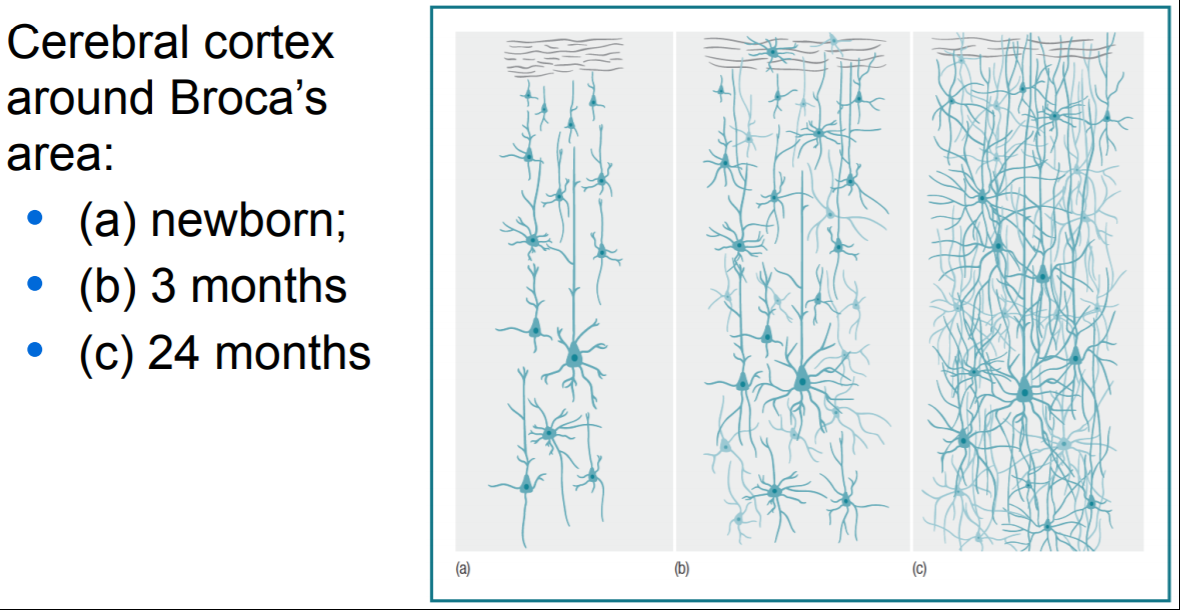 Cerebral cortex
around Broca’s
area:
• (a) newborn;
• (b) 3 months
• (c) 24 months
(a) (b) (c)